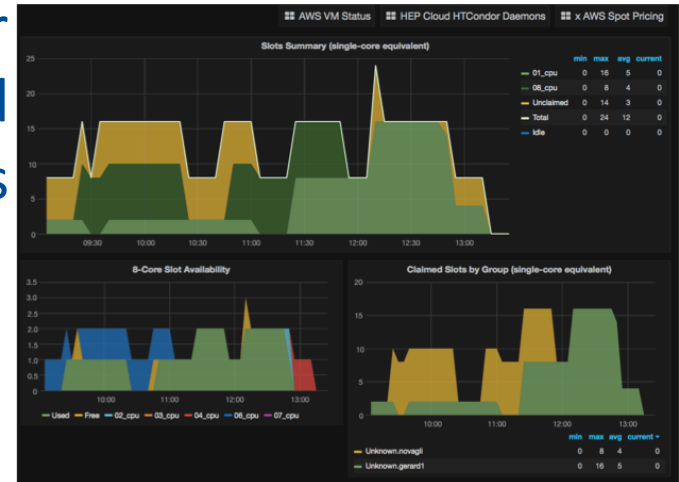 r
l
s
AWS VM Status HEP Cloud HTCondor Daemons x AWS Spot Pricing
Slots Summary (single-core equivalent)
25
20
15
10
5
0
09:30 10:00 10:30 11:00 11:30 12:00 12:30 13:00
min max avg current
01_cpu 0 16 5 0
08_cpu 0 8 4 0
Unclaimed 0 14 3 0
Total 0 24 12 0
Idle 0 0 0 0
8-Core Slot Availability
3.5
3.0
2.5
2.0
1.5
1.0
0.5
0
10:00 11:00 12:00 13:00
Used Free 02_cpu 03_cpu 04_cpu 06_cpu 07_cpu
Claimed Slots by Group (single-core equivalent)
20
15
10
5
0
10:00 11:00 12:00 13:00
min max avg current
Unknown.novagli 0 8 4 0
Unknown.gerard1 0 16 5 0